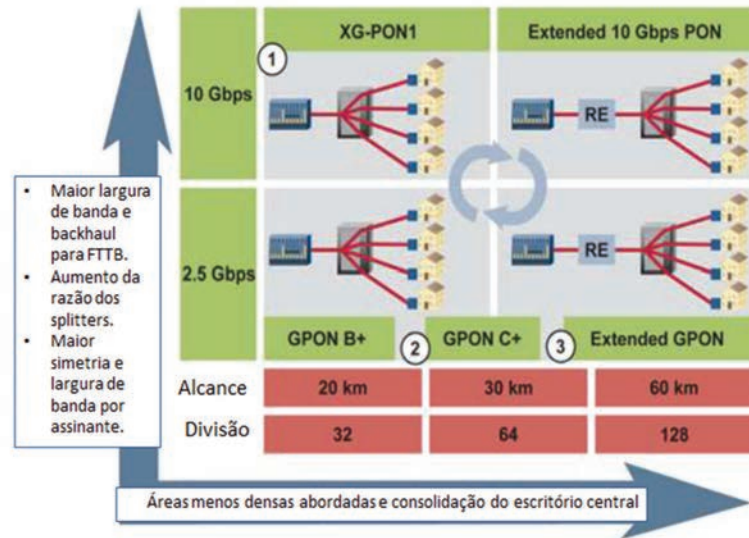 XG-PON1
Extended 10 Gbps PON
1
10 Gbps
RE
• Maior largura
de banda e
backhaul
para FTTB.
• Aumento da
razão dos
splitters.
• Maior
simetria e
largura de
banda por
assinante.
2.5 Gbps
RE
GPON B+
2
GPON C+
3
Extended GPON
Alcance
20 km
30 km
60 km
Divisão
32
64
128
Áreas menos densas abordadas e consolidação do escritório central